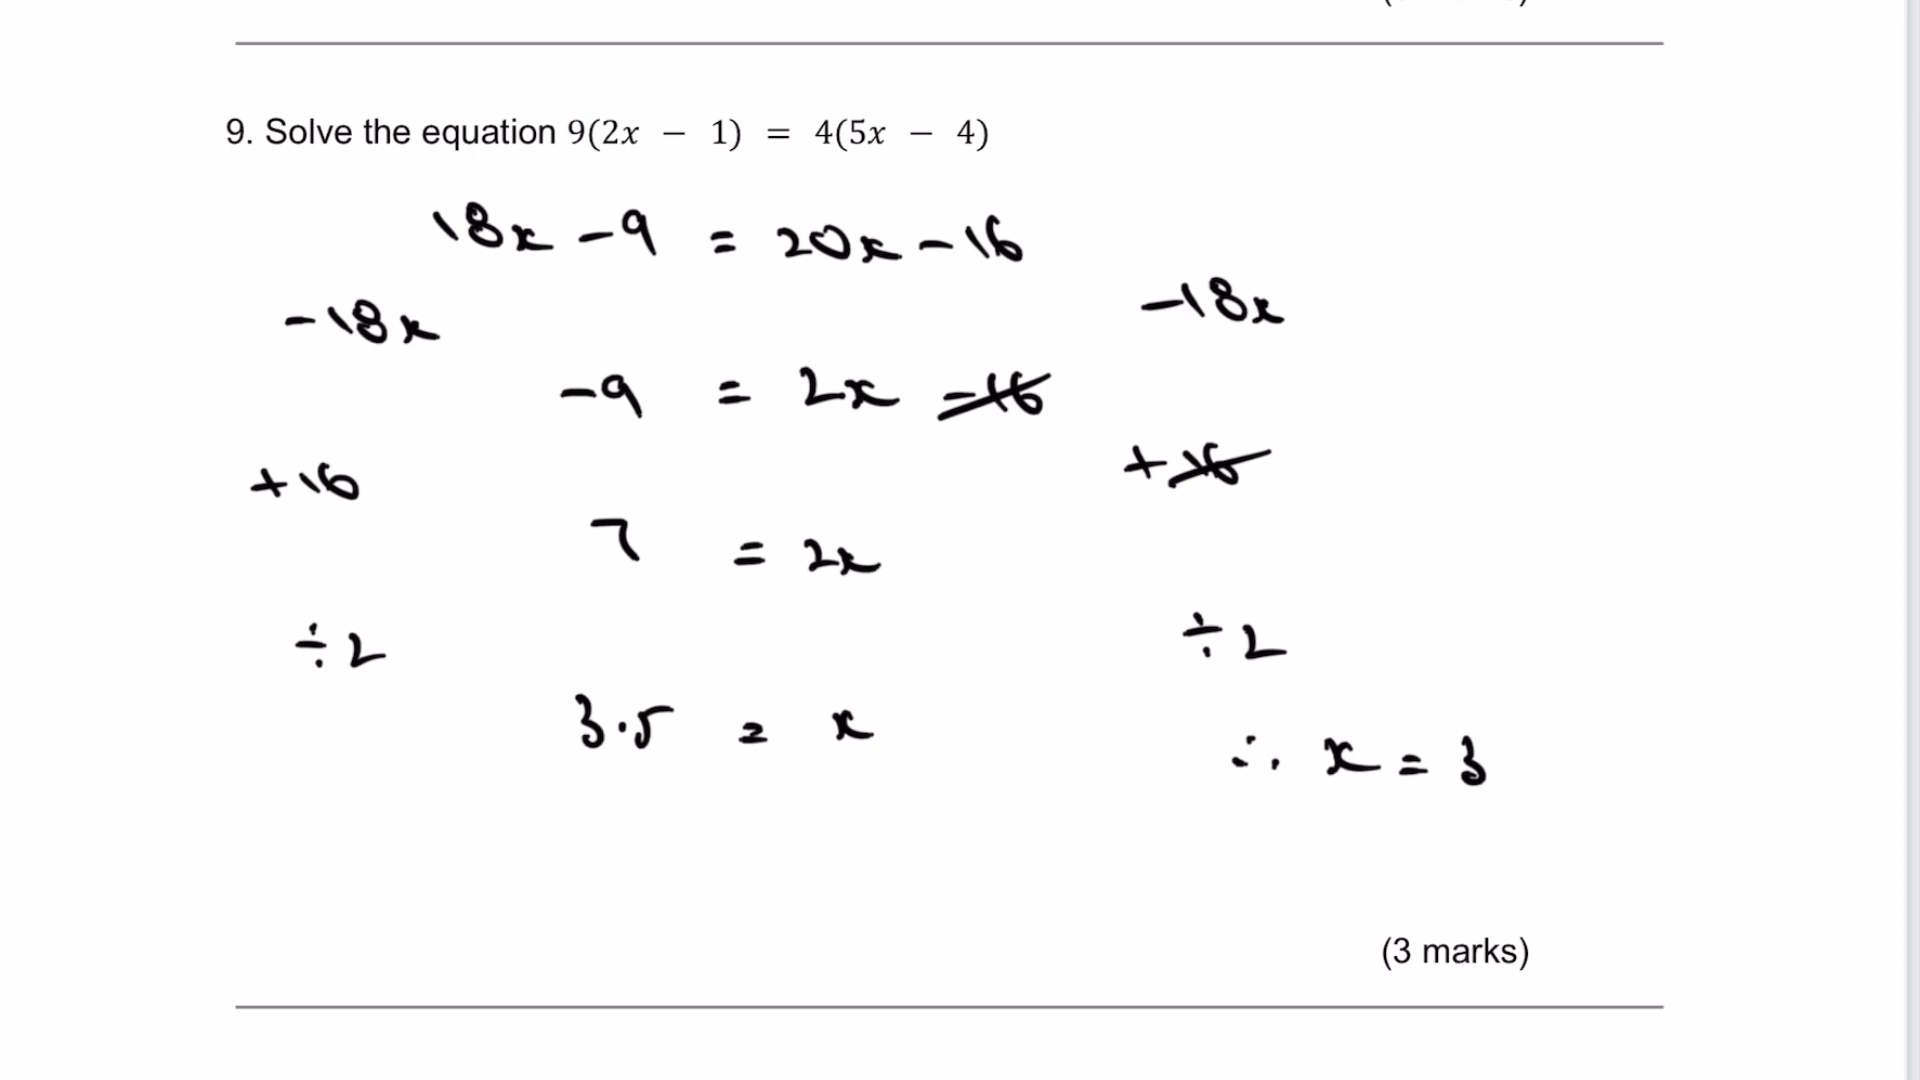 9. Solve the equation 9(2x − 1) = 4(5x − 4)
18x - 9 = 20x - 16
-18x -18x
-9 = 2x -16
+16 +16
7 = 2x
÷2 ÷2
3.5 = x
∴ x = 3
(3 marks)